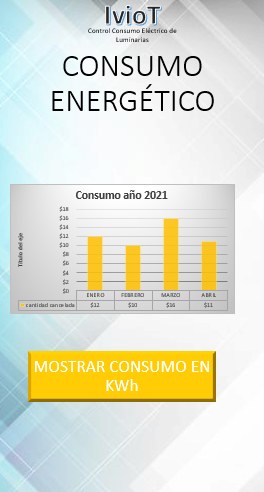 IvioT
Control Consumo Eléctrico de
Luminarias
CONSUMO
ENERGÉTICO
Consumo año 2021
Título del eje
$18
$16
$14
$12
$10
$8
$6
$4
$2
$0
ENERO FEBRERO MARZO ABRIL
cantidad cancelada $12 $10 $16 $11
MOSTRAR CONSUMO EN
KWh